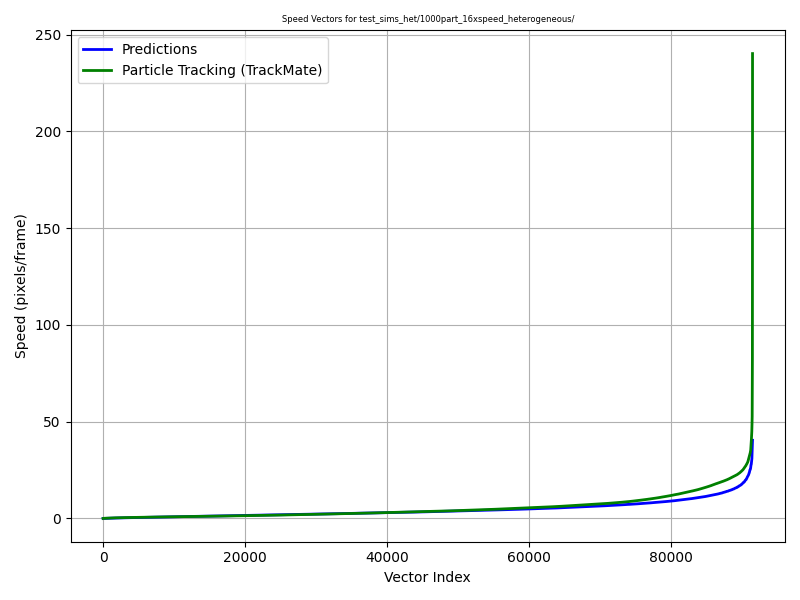 Speed Vectors for test_sims_het/1000part_16xspeed_heterogeneous/
Predictions
Particle Tracking (TrackMate)
250
200
150
100
50
0
Speed (pixels/frame)
0 20000 40000 60000 80000
Vector Index